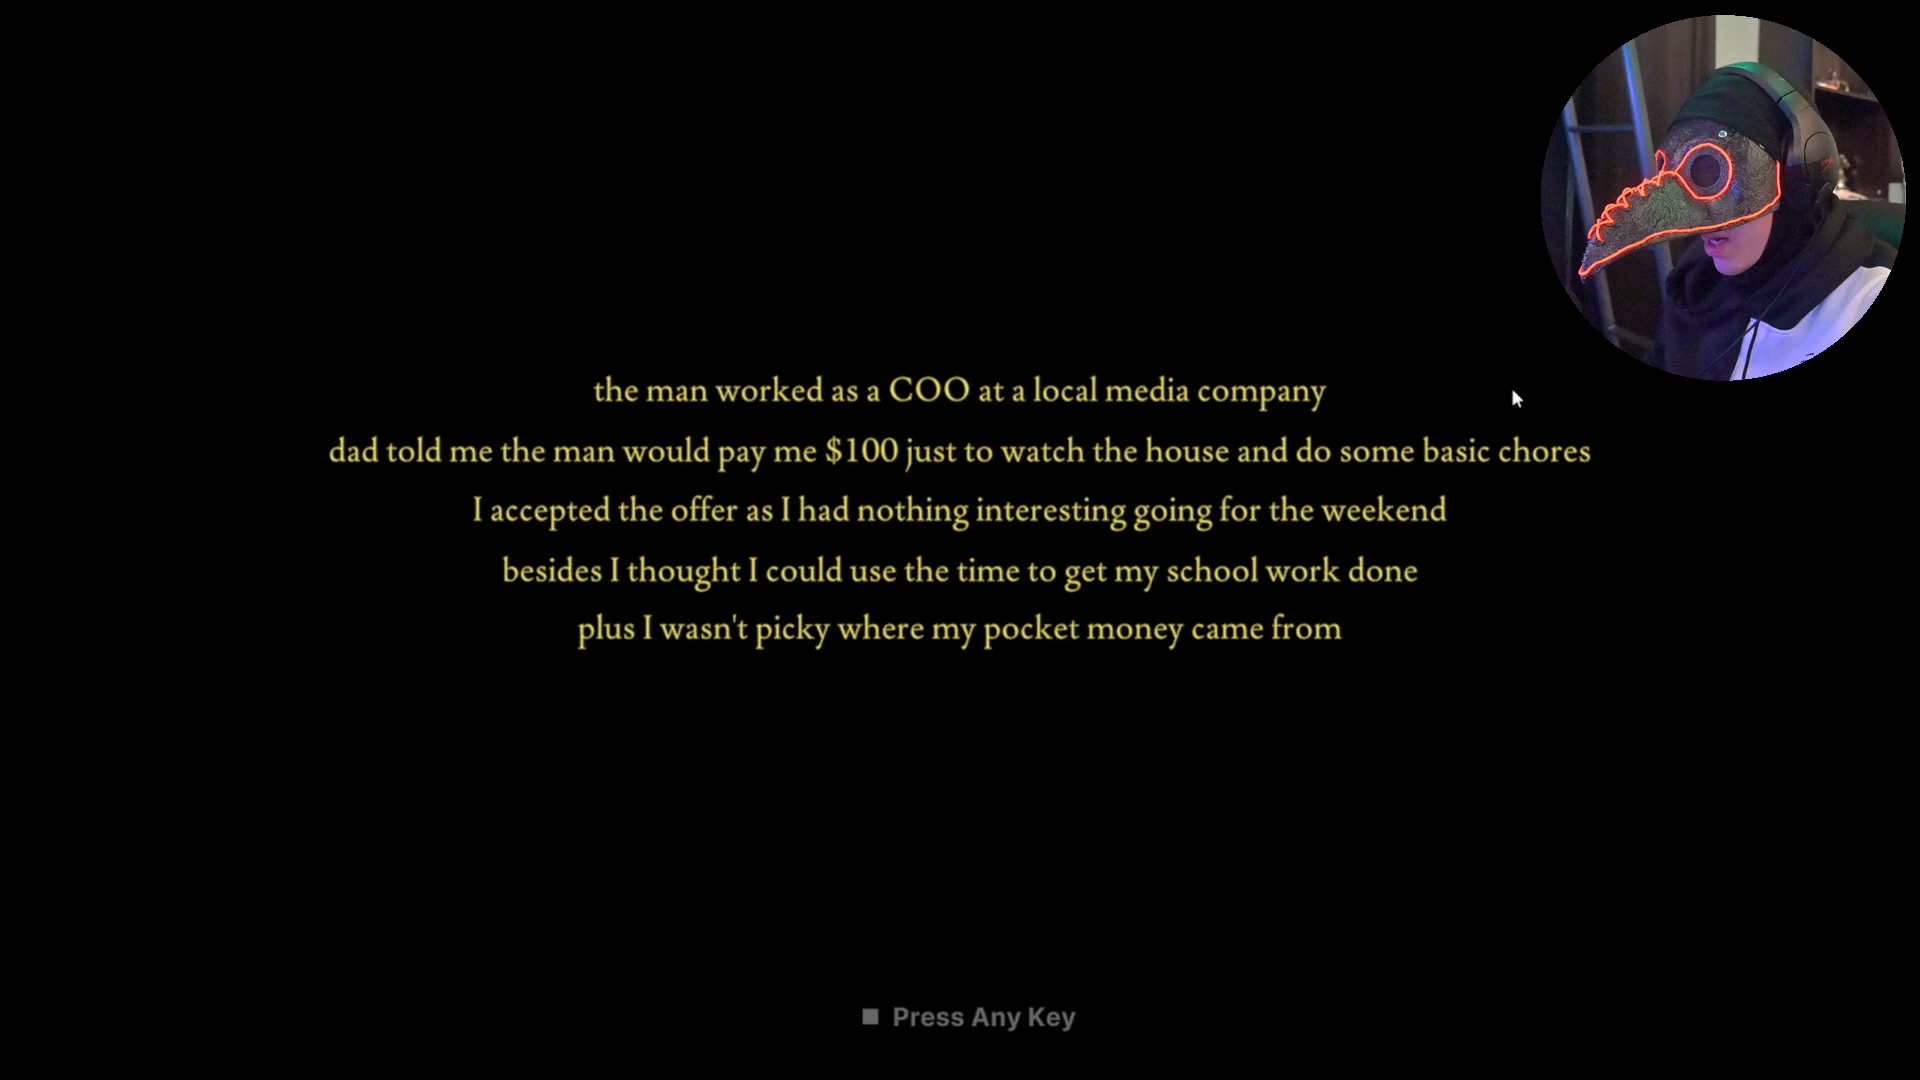 the man worked as a COO at a local media company
dad told me the man would pay me $100 just to watch the house and do some basic chores
I accepted the offer as I had nothing interesting going for the weekend
besides I thought I could use the time to get my school work done
plus I wasn't picky where my pocket money came from
Press Any Key